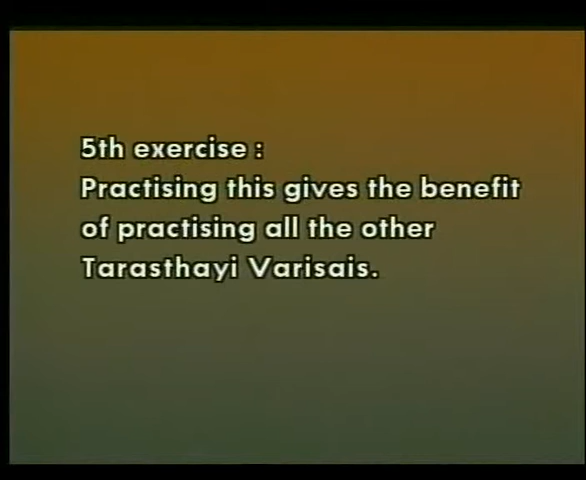 5th exercise :
Practising this gives the benefit
of practising all the other
Tarasthayi Varisais.